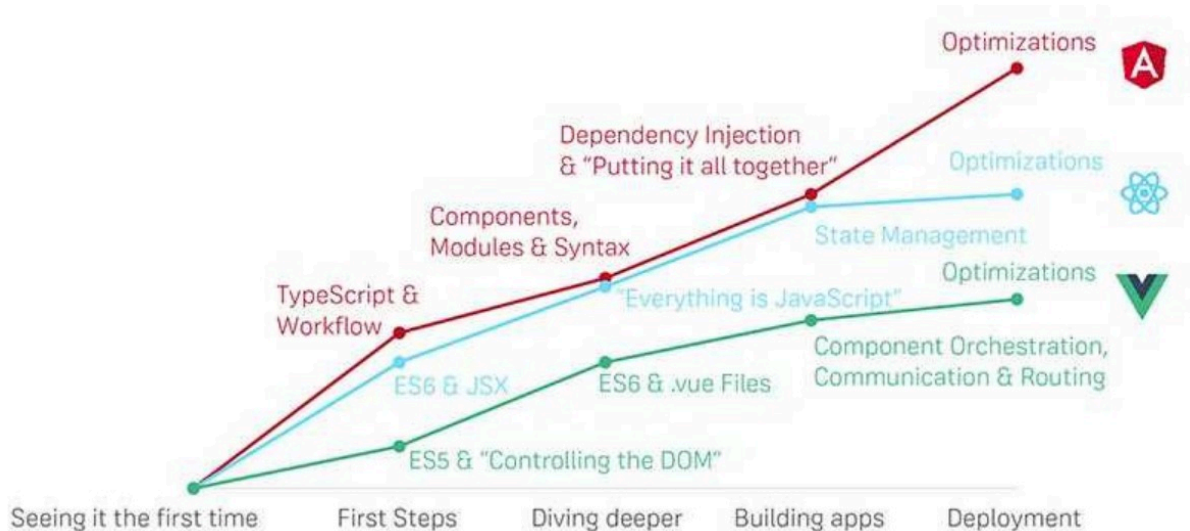 Optimizations
A
Dependency Injection
& "Putting it all together"
Optimizations
Components,
Modules & Syntax
State Management
Optimizations
TypeScript &
Workflow
"Everything is JavaScript"
Component Orchestration,
Communication & Routing
ES6 & JSX
ES6 & .vue Files
ES5 & "Controlling the DOM"
Seeing it the first time
First Steps
Diving deeper
Building apps
Deployment